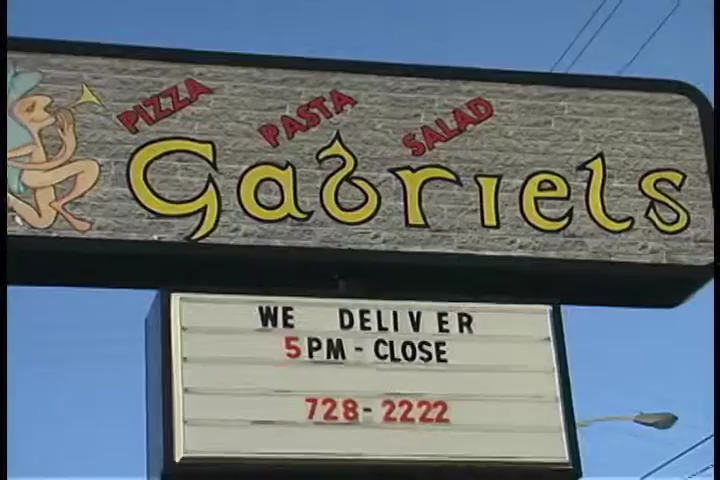 PIZZA PASTA SALAD
Gabriels
WE DELIVER
5PM - CLOSE
728-2222